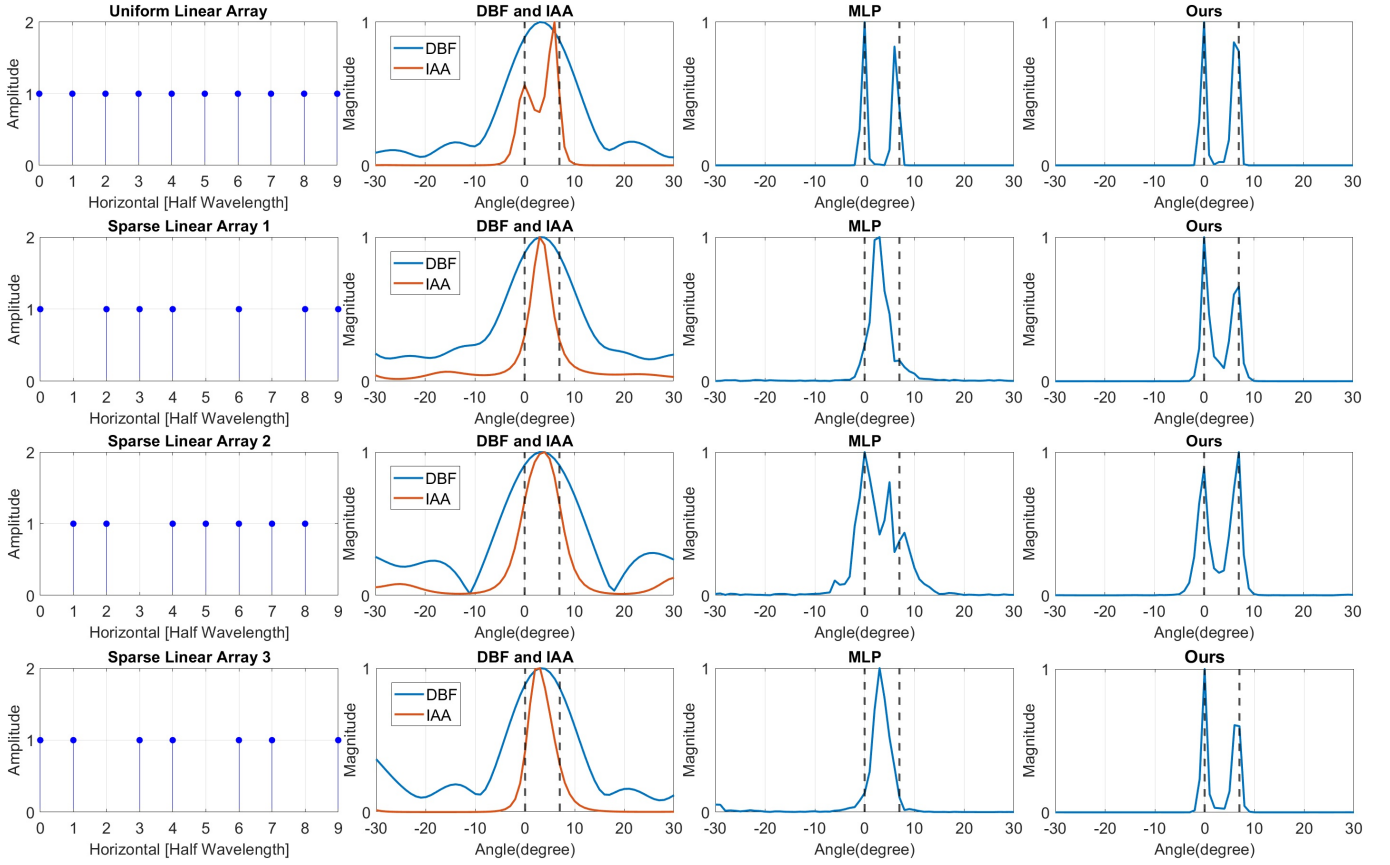 Uniform Linear Array
2
1
0
Amplitude
0 1 2 3 4 5 6 7 8 9
Horizontal [Half Wavelength]
DBF and IAA
DBF
IAA
1
0
Magnitude
-30 -20 -10 0 10 20 30
Angle(degree)
MLP
1
0
Magnitude
-30 -20 -10 0 10 20 30
Angle(degree)
Ours
1
0
Magnitude
-30 -20 -10 0 10 20 30
Angle(degree)
Sparse Linear Array 1
2
1
0
Amplitude
0 1 2 3 4 5 6 7 8 9
Horizontal [Half Wavelength]
DBF and IAA
DBF
IAA
1
0
Magnitude
-30 -20 -10 0 10 20 30
Angle(degree)
MLP
1
0
Magnitude
-30 -20 -10 0 10 20 30
Angle(degree)
Ours
1
0
Magnitude
-30 -20 -10 0 10 20 30
Angle(degree)
Sparse Linear Array 2
2
1
0
Amplitude
0 1 2 3 4 5 6 7 8 9
Horizontal [Half Wavelength]
DBF and IAA
DBF
IAA
1
0
Magnitude
-30 -20 -10 0 10 20 30
Angle(degree)
MLP
1
0
Magnitude
-30 -20 -10 0 10 20 30
Angle(degree)
Ours
1
0
Magnitude
-30 -20 -10 0 10 20 30
Angle(degree)
Sparse Linear Array 3
2
1
0
Amplitude
0 1 2 3 4 5 6 7 8 9
Horizontal [Half Wavelength]
DBF and IAA
DBF
IAA
1
0
Magnitude
-30 -20 -10 0 10 20 30
Angle(degree)
MLP
1
0
Magnitude
-30 -20 -10 0 10 20 30
Angle(degree)
Ours
1
0
Magnitude
-30 -20 -10 0 10 20 30
Angle(degree)